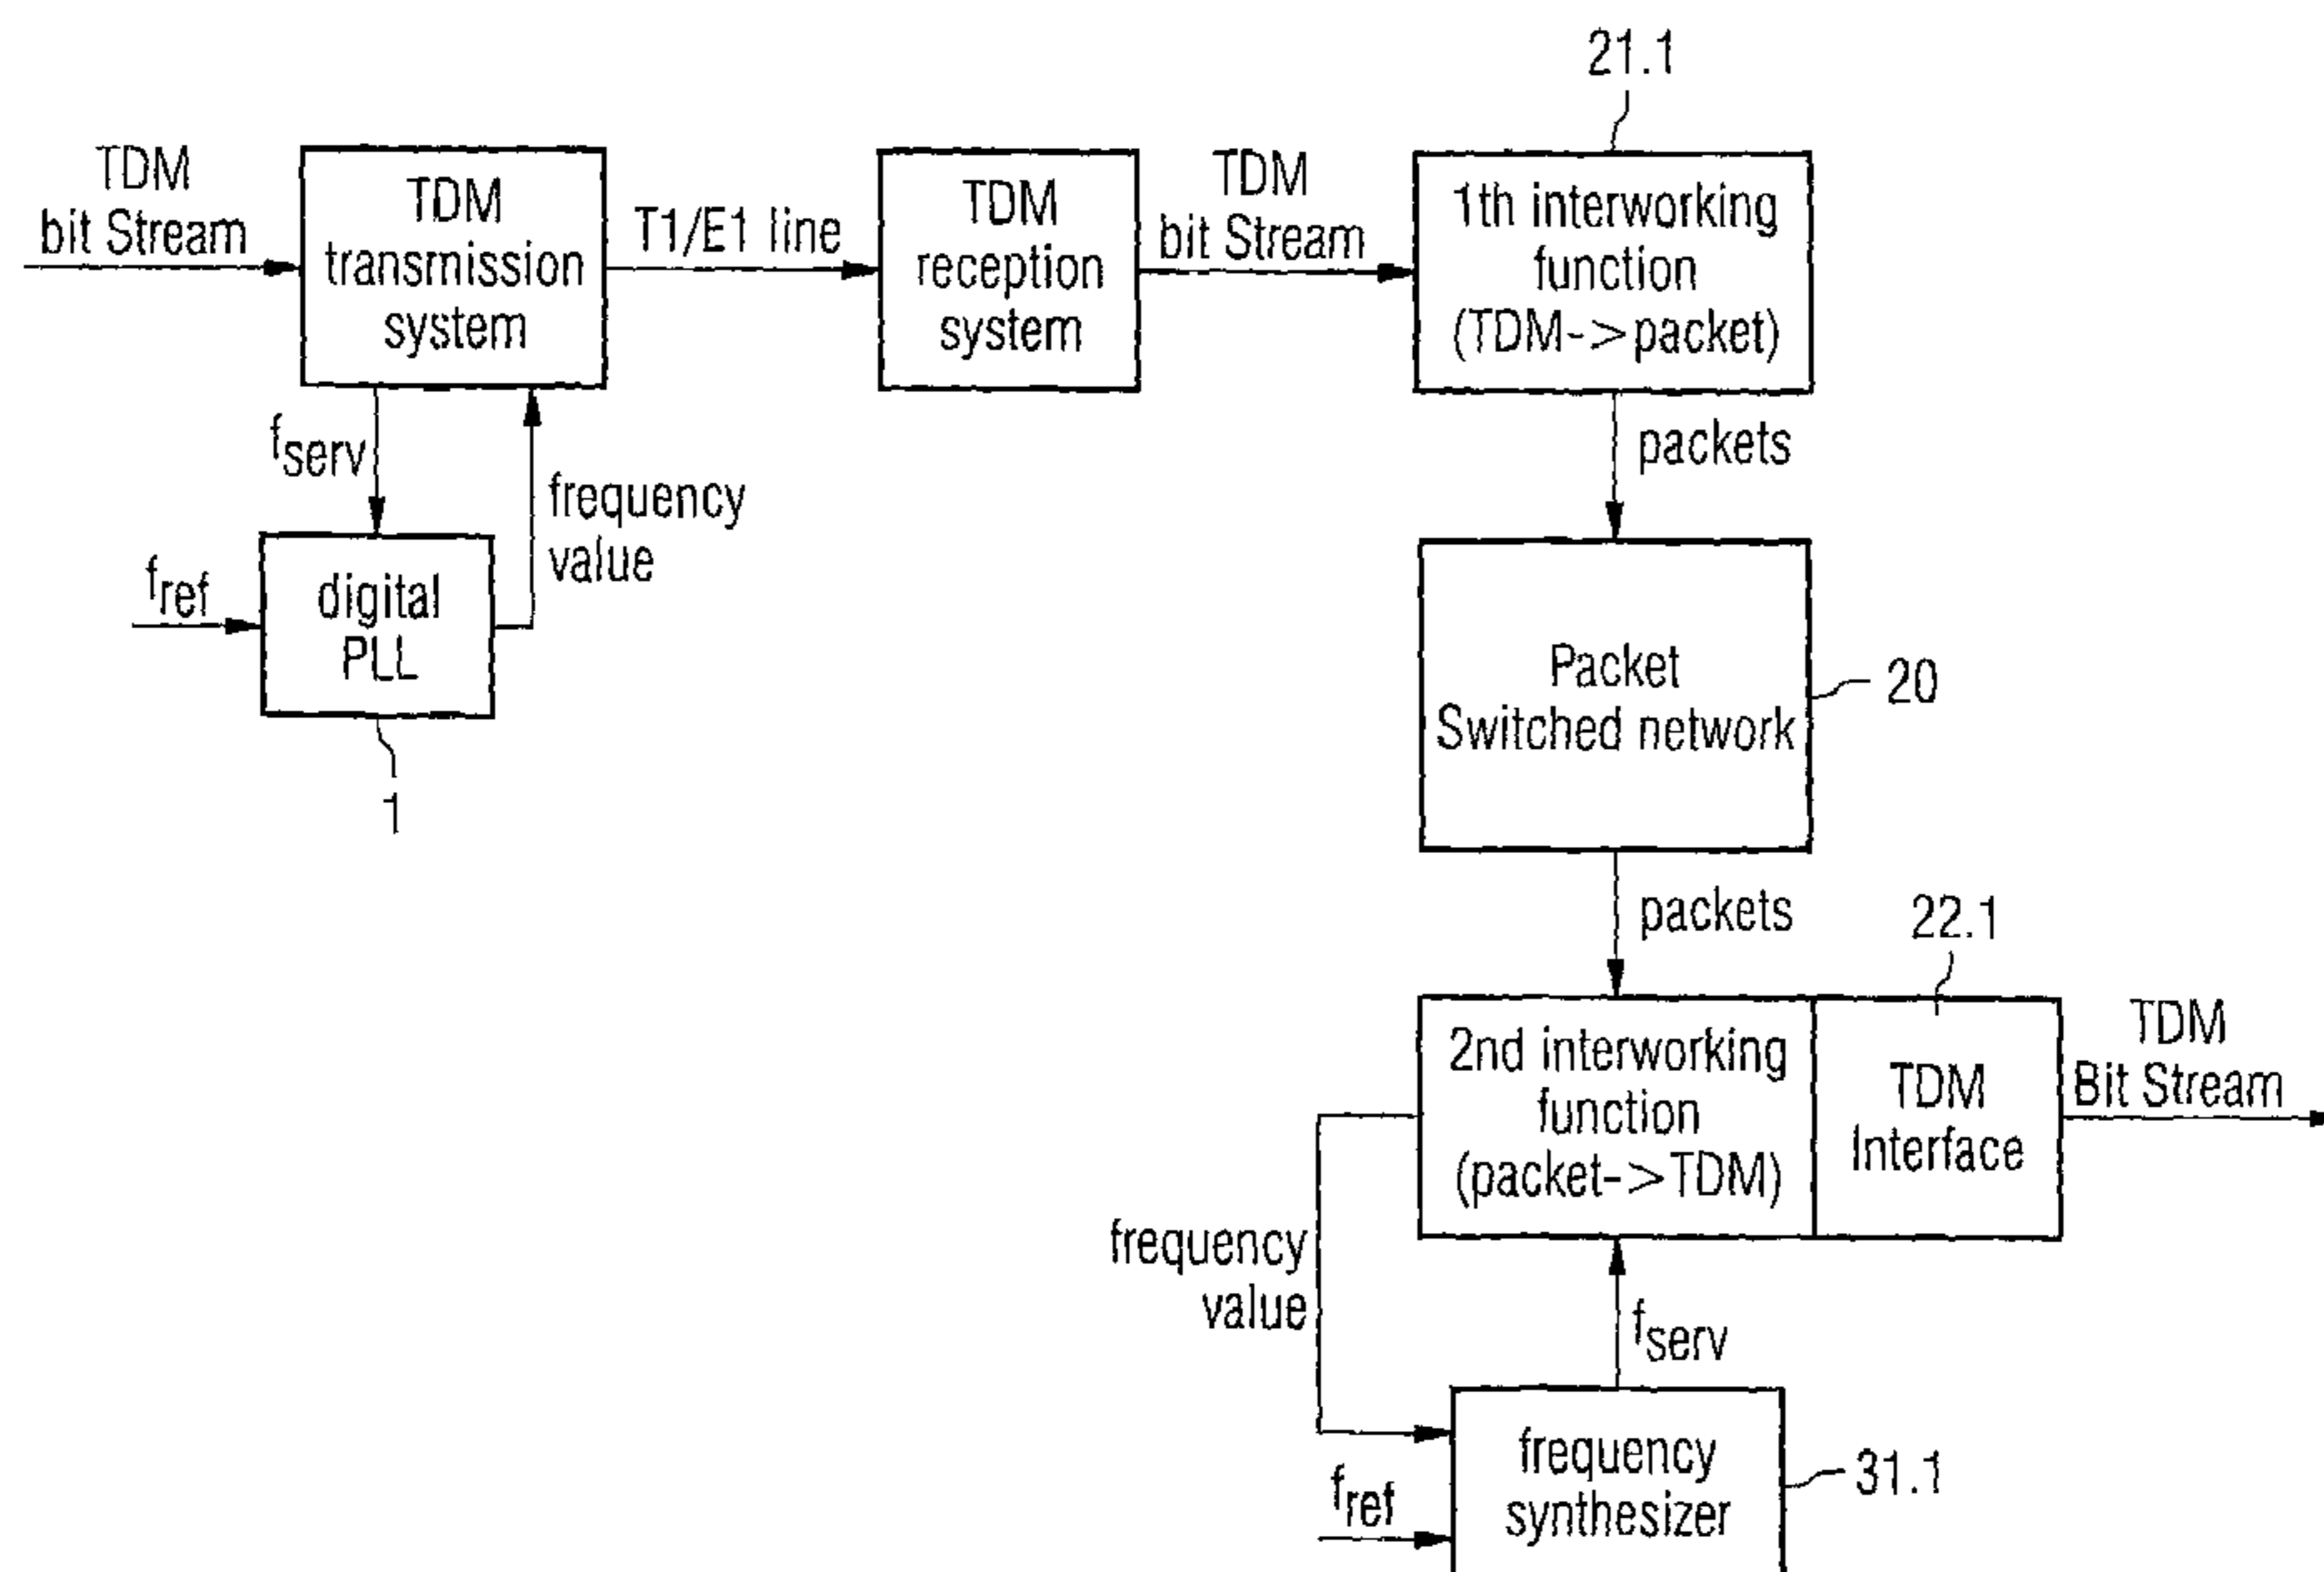 21.1
TDM
bit Stream
TDM
transmission
system
T1/E1 line
TDM
reception
system
TDM
bit Stream
1th interworking
function
(TDM->packet)
fserv
frequency
value
packets
fref
digital
PLL
1
Packet
Switched network
20
packets
22.1
2nd interworking
function
(packet->TDM)
TDM
Interface
TDM
Bit Stream
frequency
value
fserv
fref
frequency
synthesizer
31.1